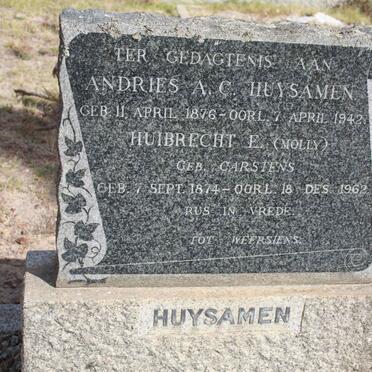 TER GEDAGTENIS AAN
ANDRIES A. C. HUYSAMEN
GEB. 11, APRIL 1876 - OORL. 7 APRIL 1942
HUIBRECHT E. (MOLLY)
GEB. CARSTENS
GEB. 7 SEPT. 1874 - OORL. 18 DES. 1962
RUS IN VREDE.
TOT WEERSIENS.
©
HUYSAMEN